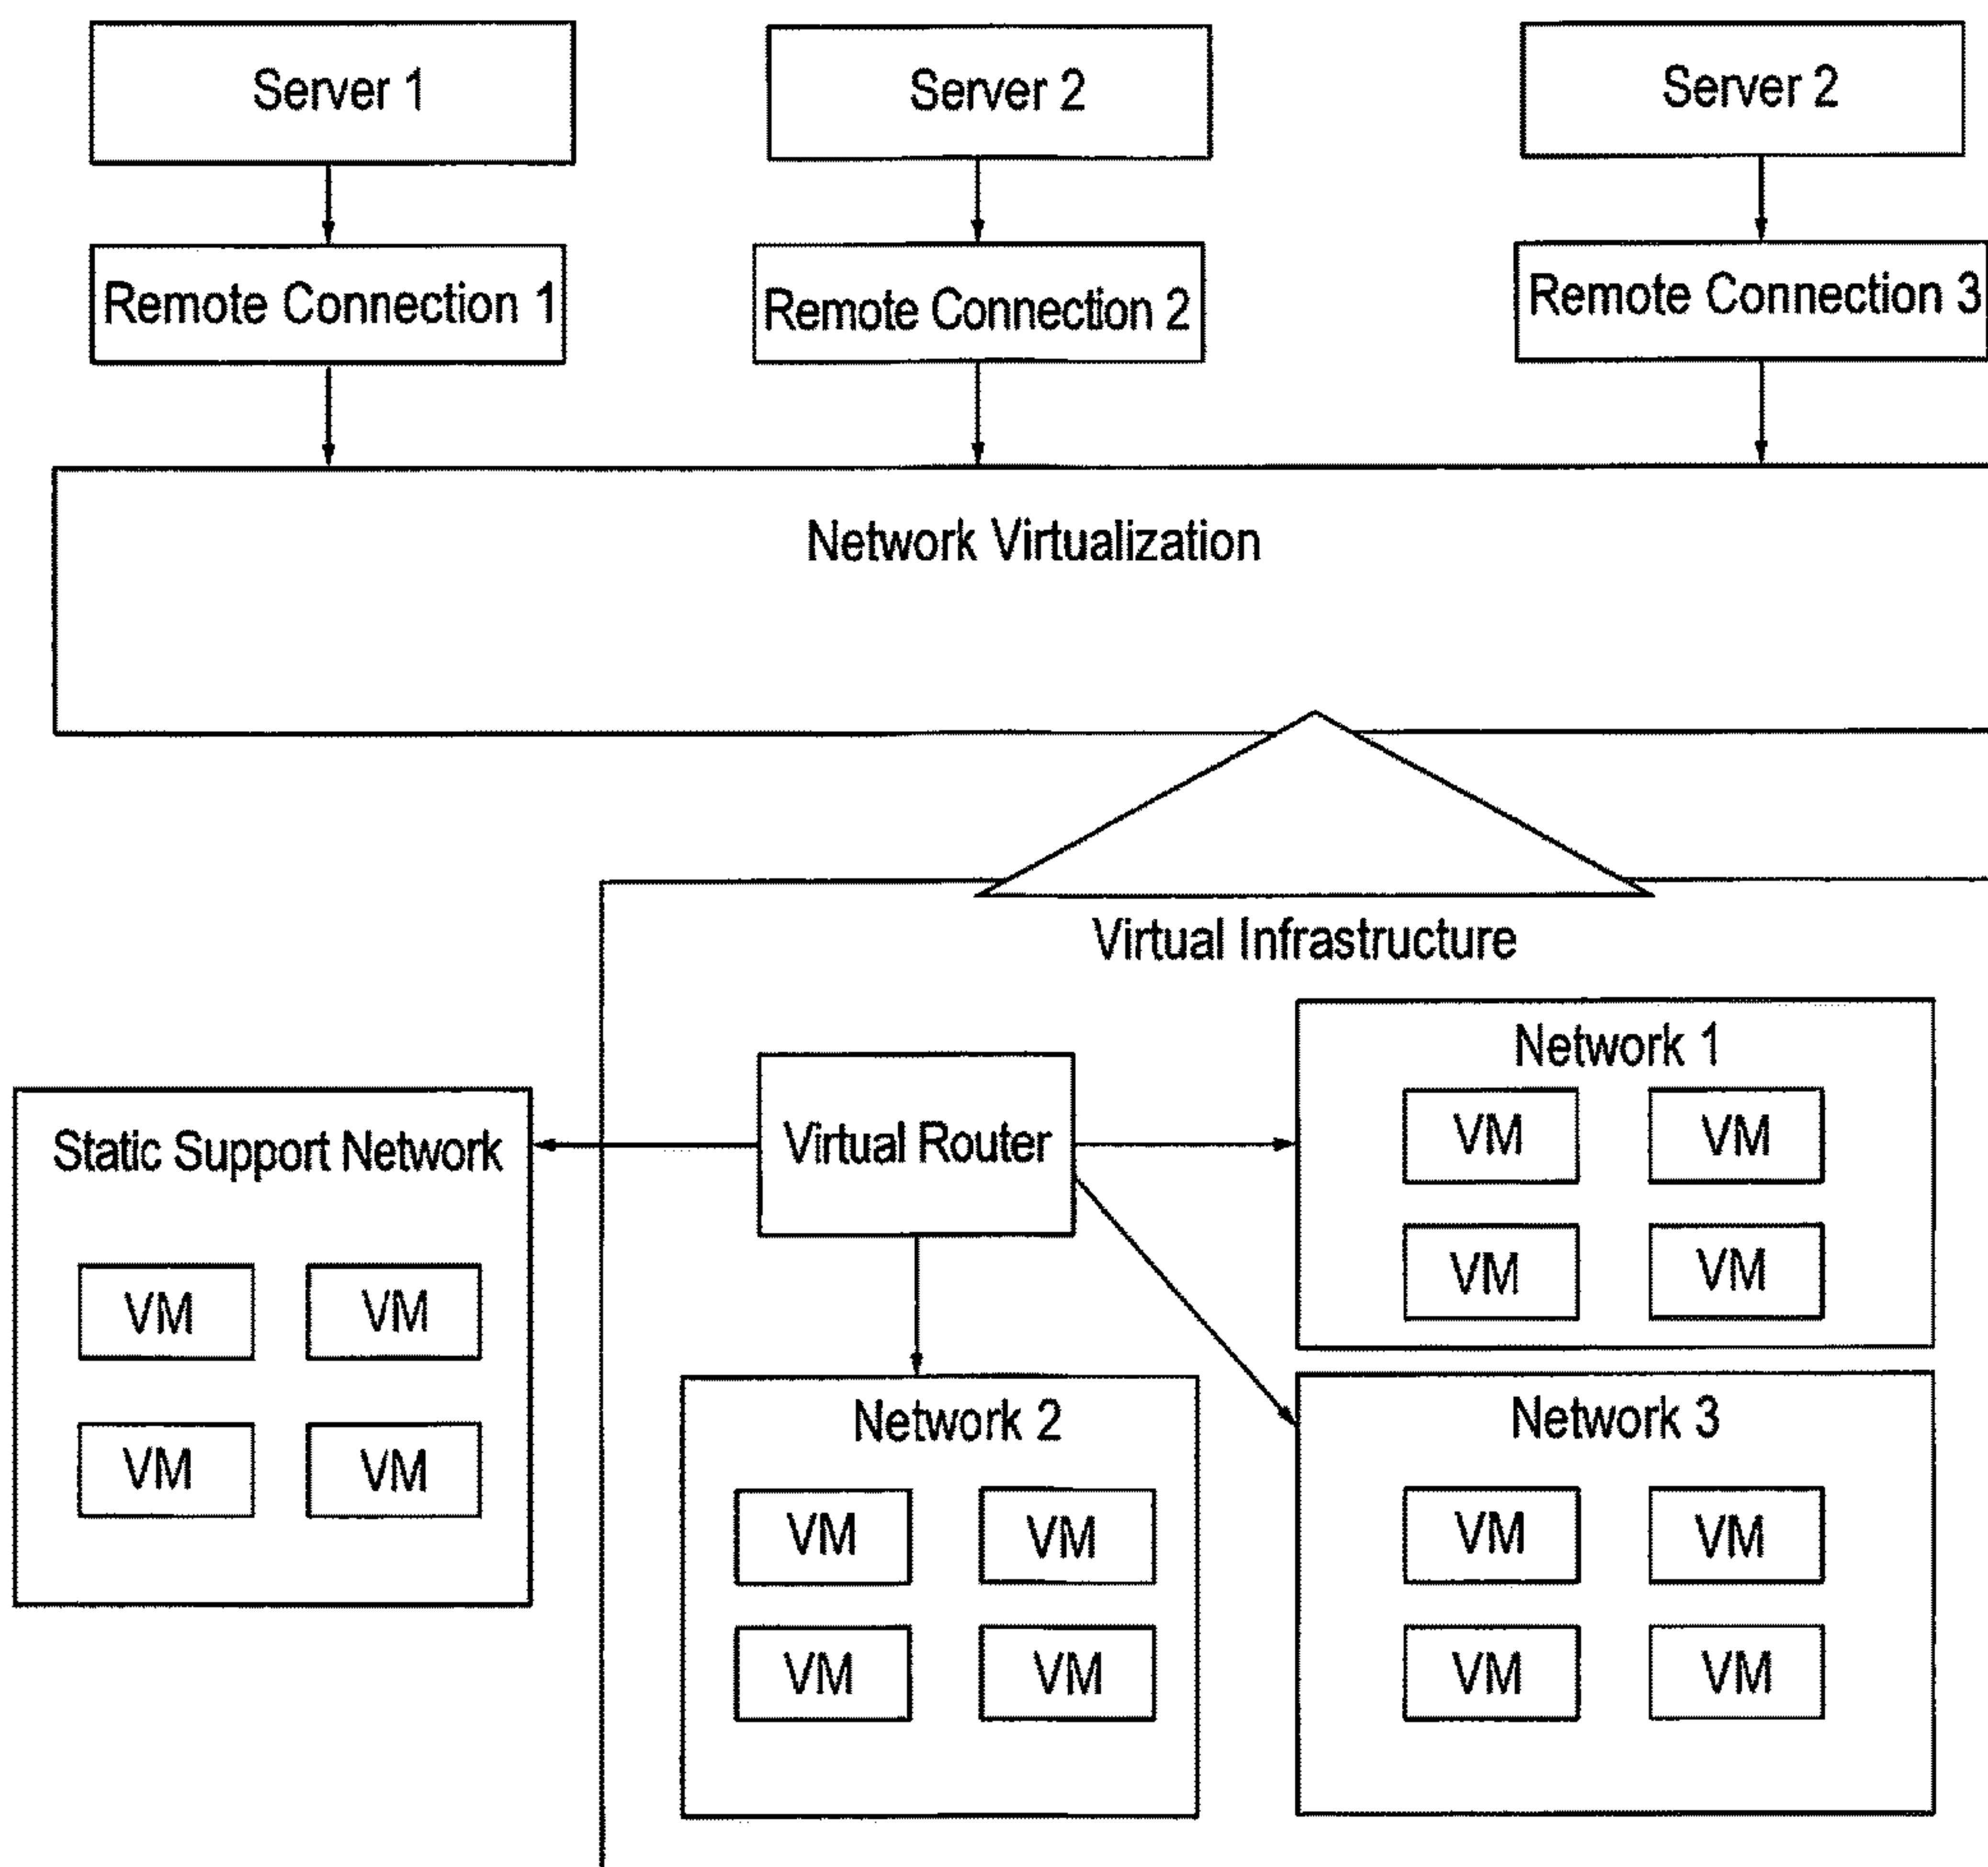 Server 1
Server 2
Server 2
Remote Connection 1
Remote Connection 2
Remote Connection 3
Network Virtualization
Virtual Infrastructure
Static Support Network
VM
VM
VM
VM
Virtual Router
Network 1
VM
VM
VM
VM
Network 2
VM
VM
VM
VM
Network 3
VM
VM
VM
VM